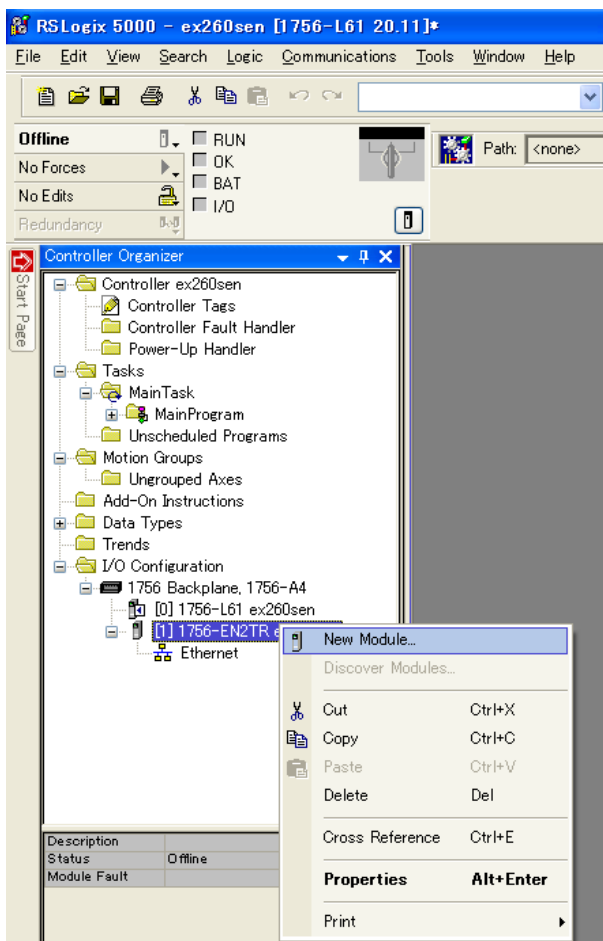 RSLogix 5000 - ex260sen [1756-L61 20.11]*
File Edit View Search Logic Communications Tools Window Help
Offline
No Forces
No Edits
Redundancy
RUN
OK
BAT
I/O
Path: <none>
Start Page
Controller Organizer
Controller ex260sen
Controller Tags
Controller Fault Handler
Power-Up Handler
Tasks
MainTask
MainProgram
Unscheduled Programs
Motion Groups
Ungrouped Axes
Add-On Instructions
Data Types
Trends
I/O Configuration
1756 Backplane, 1756-A4
[0] 1756-L61 ex260sen
[1] 1756-EN2TR e
Ethernet
New Module...
Discover Modules...
Cut Ctrl+X
Copy Ctrl+C
Paste Ctrl+V
Delete Del
Cross Reference Ctrl+E
Properties Alt+Enter
Print
Description
Status Offline
Module Fault